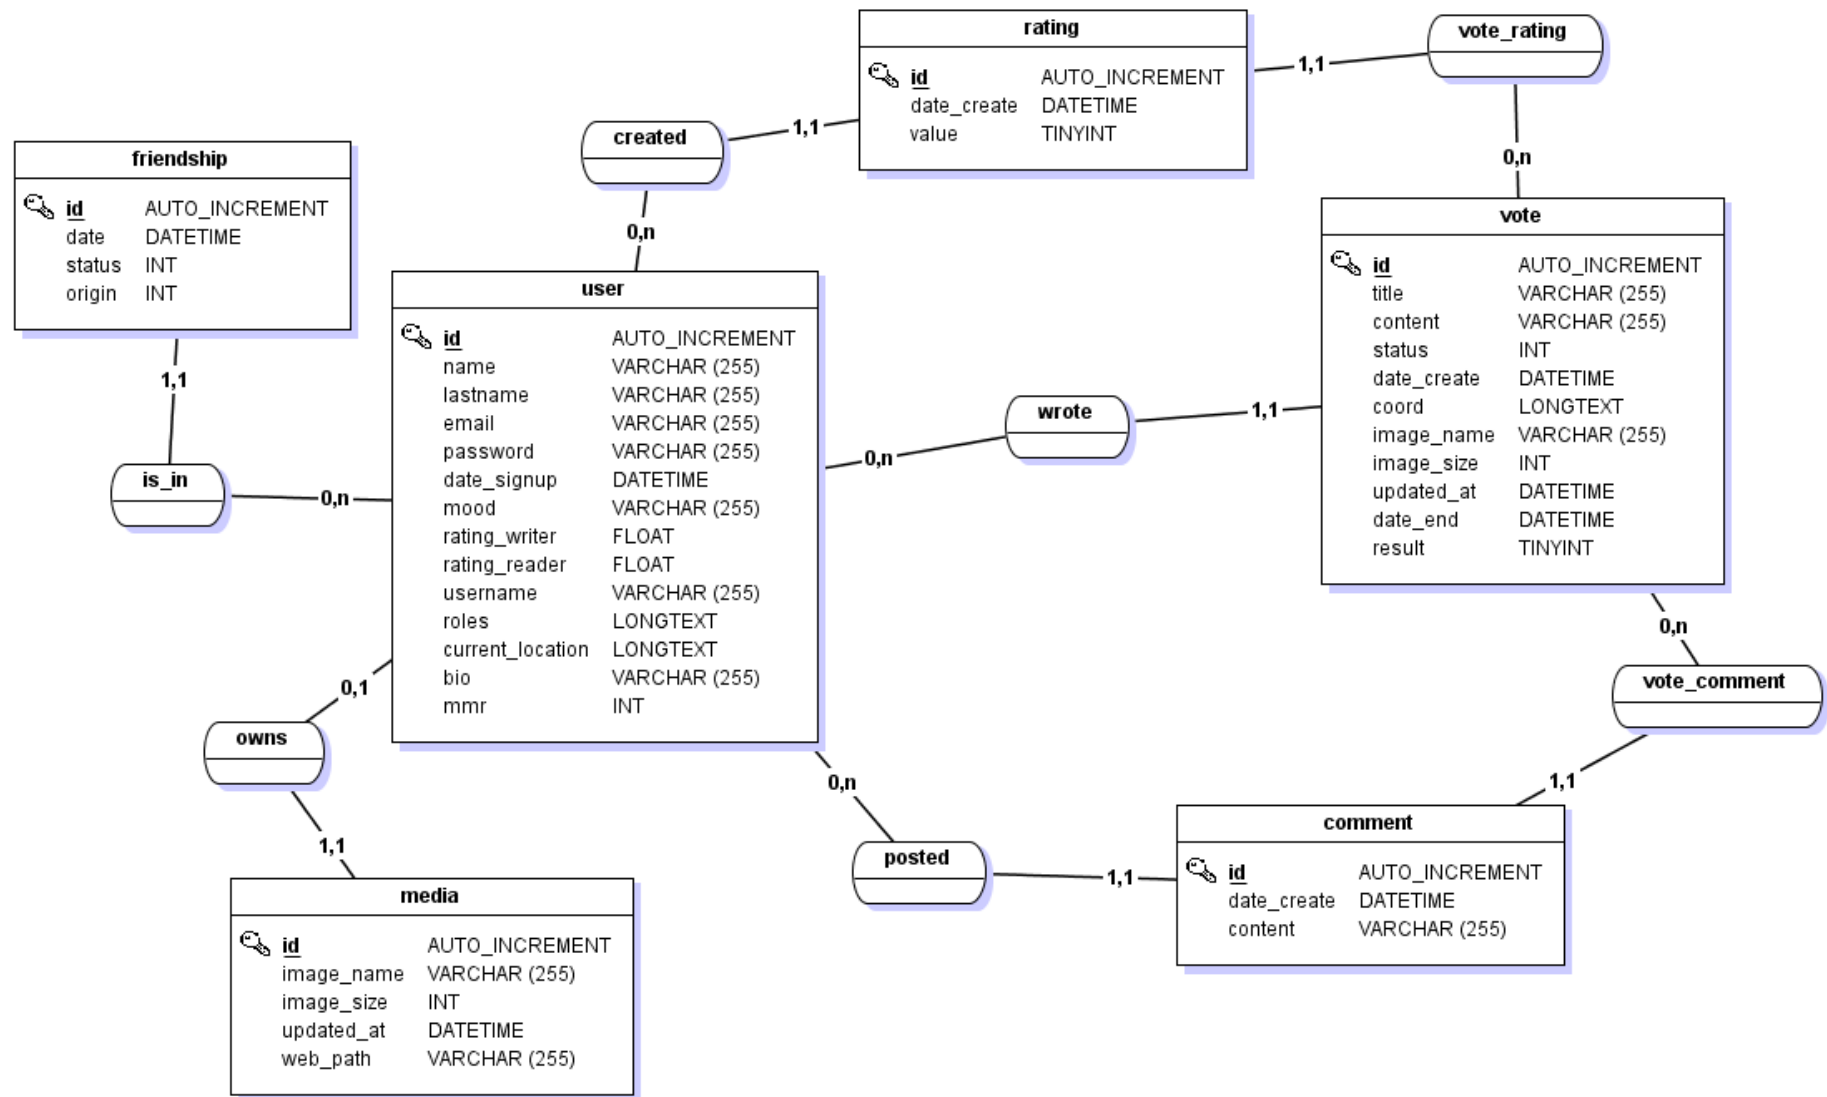 rating
id AUTO_INCREMENT
date_create DATETIME
value TINYINT
vote_rating
1,1
0,n
created
1,1
0,n
friendship
id AUTO_INCREMENT
date DATETIME
status INT
origin INT
1,1
is_in
0,n
user
id AUTO_INCREMENT
name VARCHAR (255)
lastname VARCHAR (255)
email VARCHAR (255)
password VARCHAR (255)
date_signup DATETIME
mood VARCHAR (255)
rating_writer FLOAT
rating_reader FLOAT
username VARCHAR (255)
roles LONGTEXT
current_location LONGTEXT
bio VARCHAR (255)
mmr INT
wrote
0,n
1,1
vote
id AUTO_INCREMENT
title VARCHAR (255)
content VARCHAR (255)
status INT
date_create DATETIME
coord LONGTEXT
image_name VARCHAR (255)
image_size INT
updated_at DATETIME
date_end DATETIME
result TINYINT
0,n
vote_comment
1,1
0,1
owns
1,1
0,n
posted
1,1
comment
id AUTO_INCREMENT
date_create DATETIME
content VARCHAR (255)
media
id AUTO_INCREMENT
image_name VARCHAR (255)
image_size INT
updated_at DATETIME
web_path VARCHAR (255)